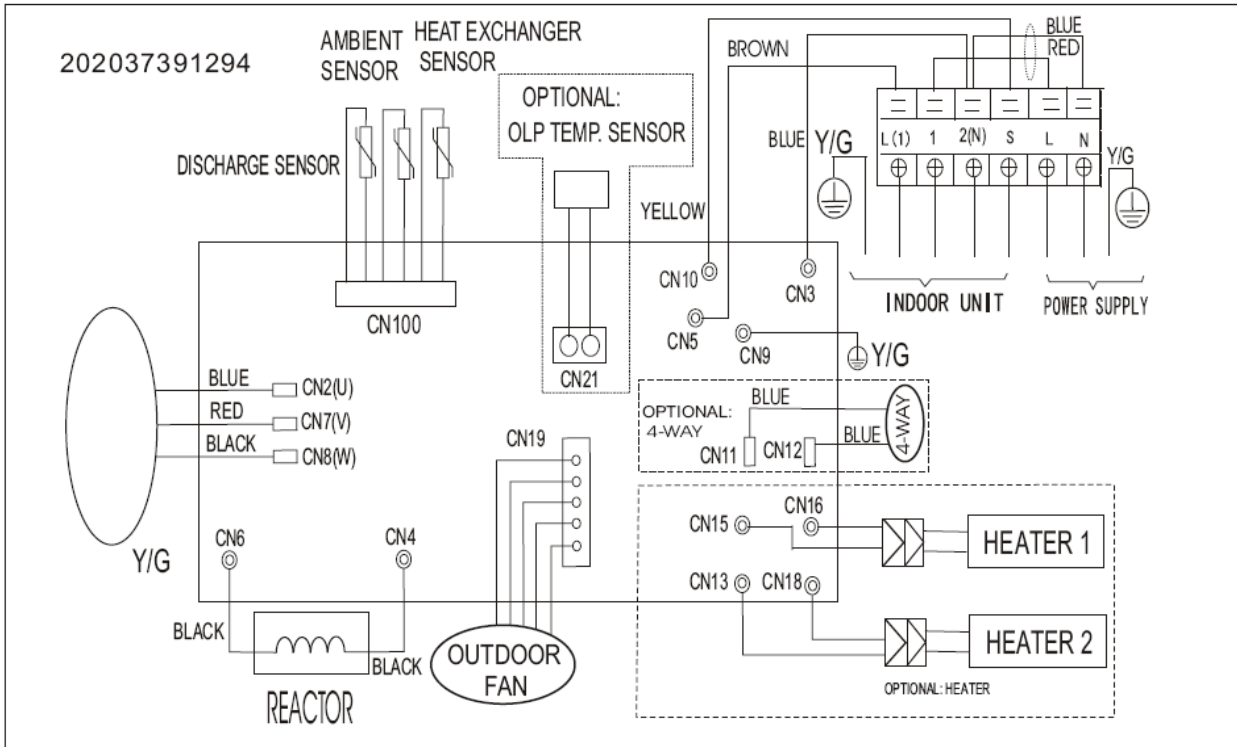 202037391294
AMBIENT
SENSOR
HEAT EXCHANGER
SENSOR
DISCHARGE SENSOR
CN100
OPTIONAL:
OLP TEMP. SENSOR
CN21
BROWN
BLUE
RED
BLUE
YELLOW
Y/G
L(1) 1 2(N) S L N
Y/G
INDOOR UNIT
POWER SUPPLY
CN10
CN3
CN5
CN9
Y/G
BLUE
CN2(U)
RED
CN7(V)
BLACK
CN8(W)
Y/G
CN19
OPTIONAL:
4-WAY
BLUE
BLUE
CN11
CN12
4-WAY
CN6
CN4
BLACK
BLACK
REACTOR
OUTDOOR
FAN
CN15
CN16
HEATER 1
CN13
CN18
HEATER 2
OPTIONAL: HEATER